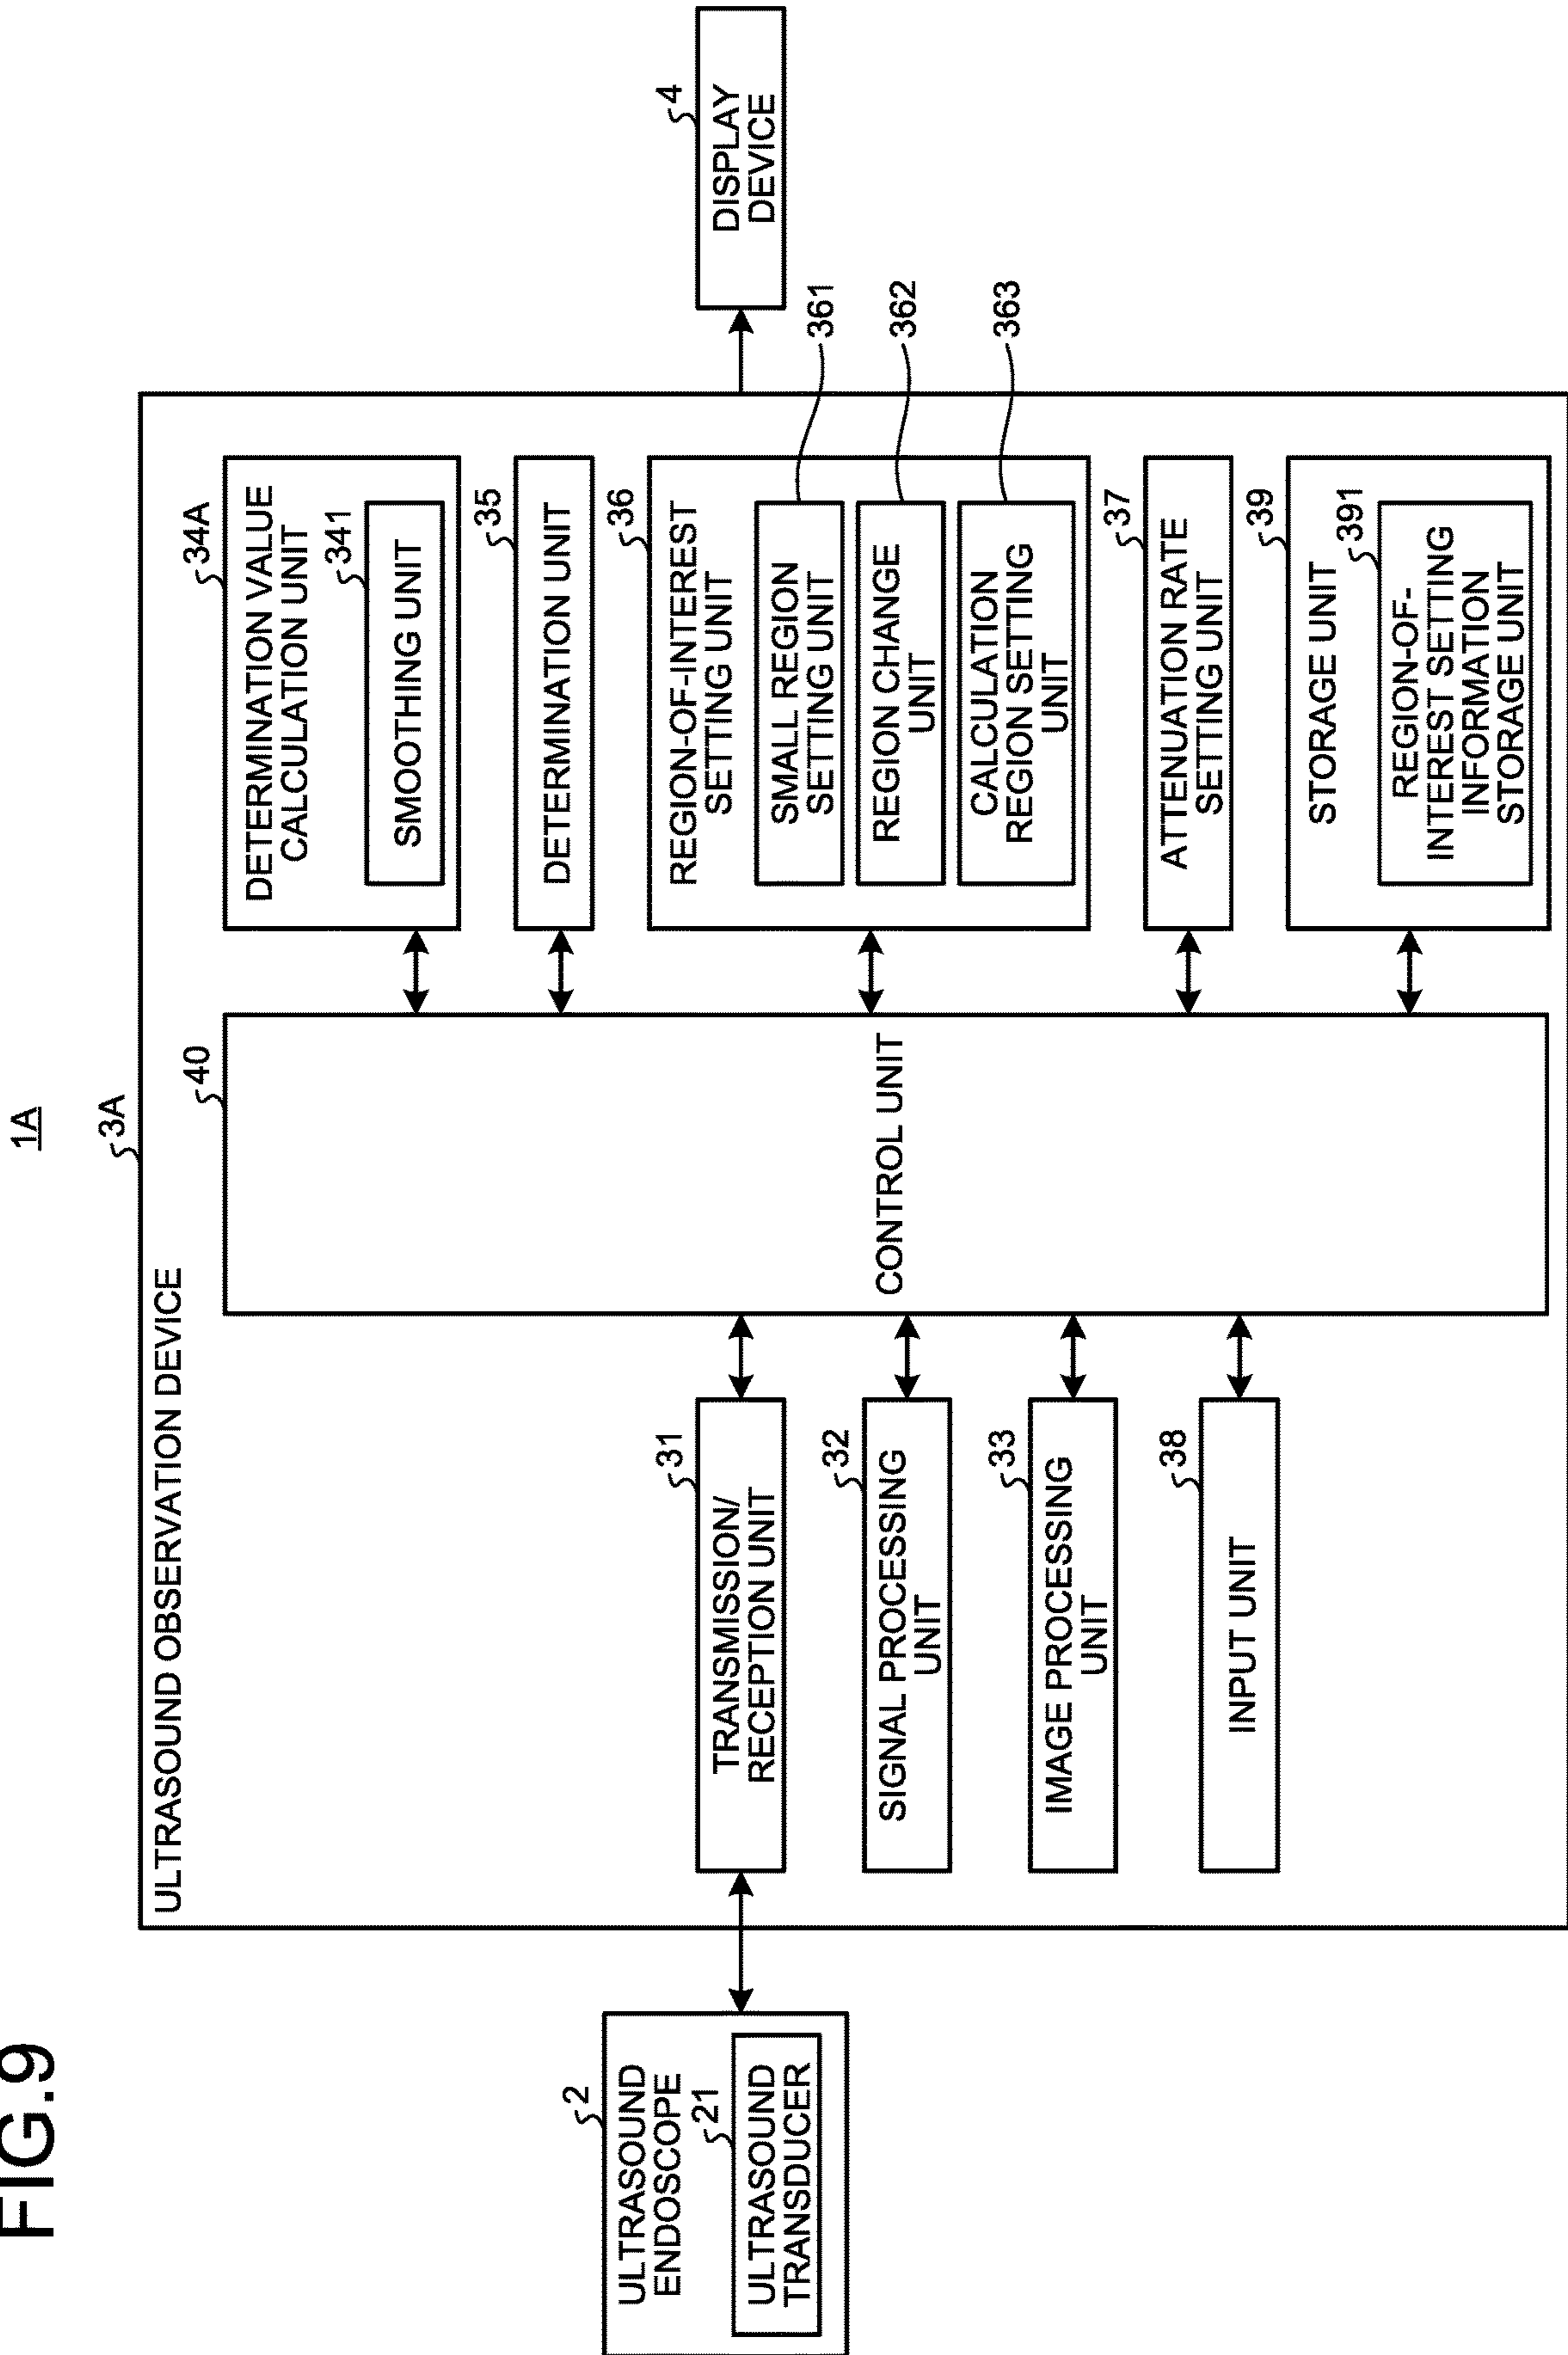 FIG.9
1A
3A
ULTRASOUND OBSERVATION DEVICE
2
ULTRASOUND
ENDOSCOPE
21
ULTRASOUND
TRANSDUCER
31
TRANSMISSION/
RECEPTION UNIT
32
SIGNAL PROCESSING
UNIT
33
IMAGE PROCESSING
UNIT
38
INPUT UNIT
40
CONTROL UNIT
34A
DETERMINATION VALUE
CALCULATION UNIT
341
SMOOTHING UNIT
35
DETERMINATION UNIT
36
REGION-OF-INTEREST
SETTING UNIT
SMALL REGION
SETTING UNIT
361
REGION CHANGE
UNIT
362
CALCULATION
REGION SETTING
UNIT
363
37
ATTENUATION RATE
SETTING UNIT
39
STORAGE UNIT
391
REGION-OF-
INTEREST SETTING
INFORMATION
STORAGE UNIT
4
DISPLAY
DEVICE